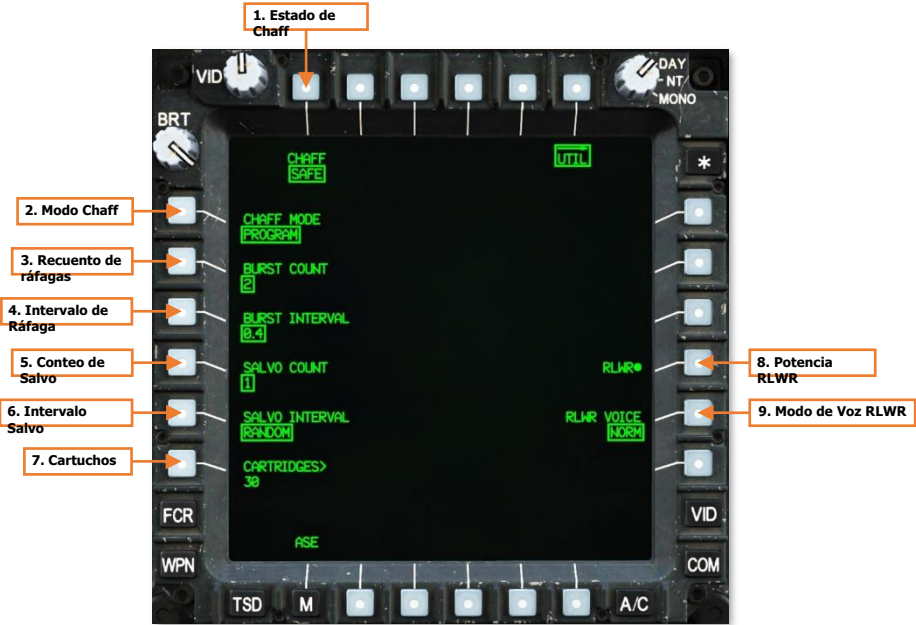 1. Estado de
Chaff
VID
DAY
NT
MONO
BRT
CHAFF
SAFE
UTIL
*
2. Modo Chaff
CHAFF MODE
PROGRAM
3. Recuento de
ráfagas
BURST COUNT
2
4. Intervalo de
Ráfaga
BURST INTERVAL
0.4
5. Conteo de
Salvo
SALVO COUNT
1
RLWR
8. Potencia
RLWR
6. Intervalo
Salvo
SALVO INTERVAL
RANDOM
RLWR VOICE
NORM
9. Modo de Voz RLWR
7. Cartuchos
CARTRIDGES>
30
FCR
VID
ASE
WPN
COM
TSD
M
A/C